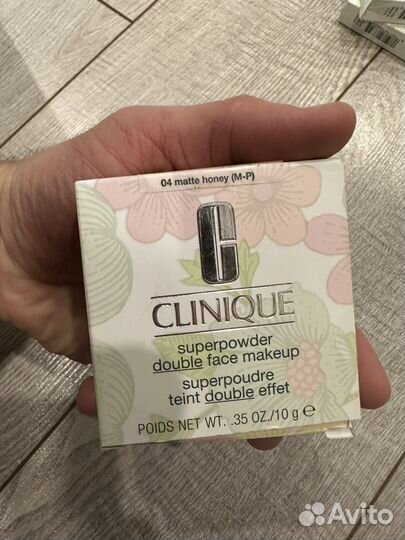 04 matte honey (M-P)
CLINIQUE
superpowder
double face makeup
superpoudre
teint double effet
POIDS NET WT. .35 OZ./10 g ℮
Avito